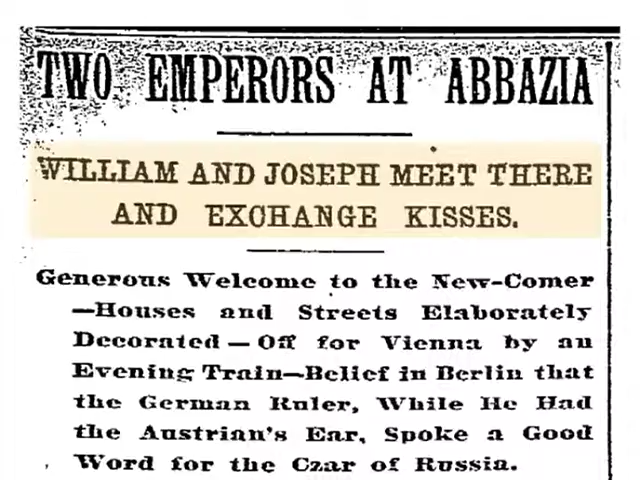 TWO EMPERORS AT ABBAZIA
WILLIAM AND JOSEPH MEET THERE
AND EXCHANGE KISSES.
Generous Welcome to the New-Comer
—Houses and Streets Elaborately
Decorated — Off for Vienna by an
Evening Train—Belief in Berlin that
the German Ruler, While He Had
the Austrian's Ear, Spoke a Good
Word for the Czar of Russia.